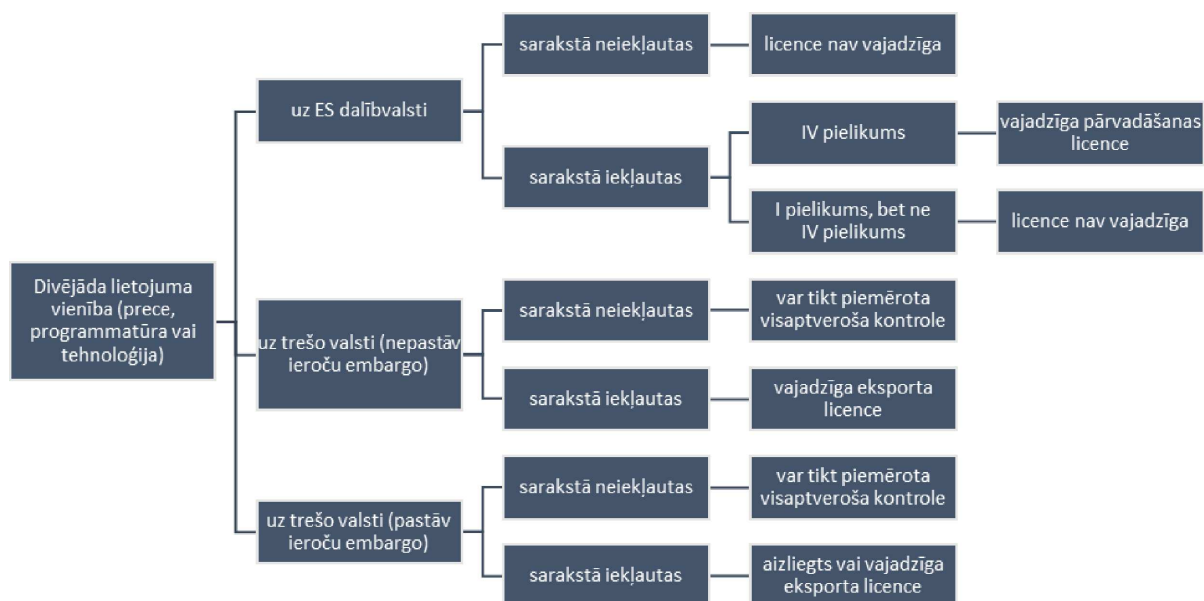 Divējāda lietojuma
vienība (prece,
programmatūra vai
tehnoloģija)
uz ES dalībvalsti
sarakstā neiekļautas
licence nav vajadzīga
sarakstā iekļautas
IV pielikums
vajadzīga pārvadāšanas
licence
I pielikums, bet ne
IV pielikums
licence nav vajadzīga
uz trešo valsti (nepastāv
ieroču embargo)
sarakstā neiekļautas
var tikt piemērota
visaptveroša kontrole
sarakstā iekļautas
vajadzīga eksporta
licence
uz trešo valsti (pastāv
ieroču embargo)
sarakstā neiekļautas
var tikt piemērota
visaptveroša kontrole
sarakstā iekļautas
aizliegts vai vajadzīga
eksporta licence